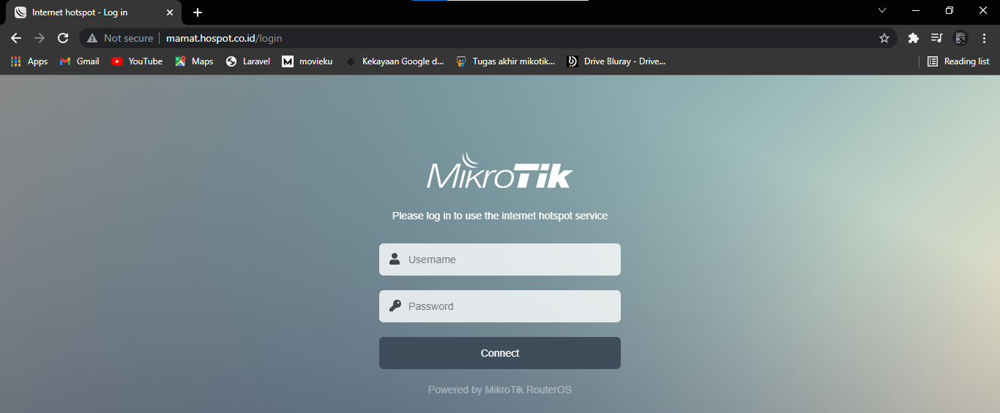 Internet hotspot - Log in
Not secure mamat.hospot.co.id/login
Apps Gmail YouTube Maps Laravel movieku Kekayaan Google d... Tugas akhir mikotik... Drive Bluray - Drive... Reading list
MikroTik
Please log in to use the internet hotspot service
Username
Password
Connect
Powered by MikroTik RouterOS